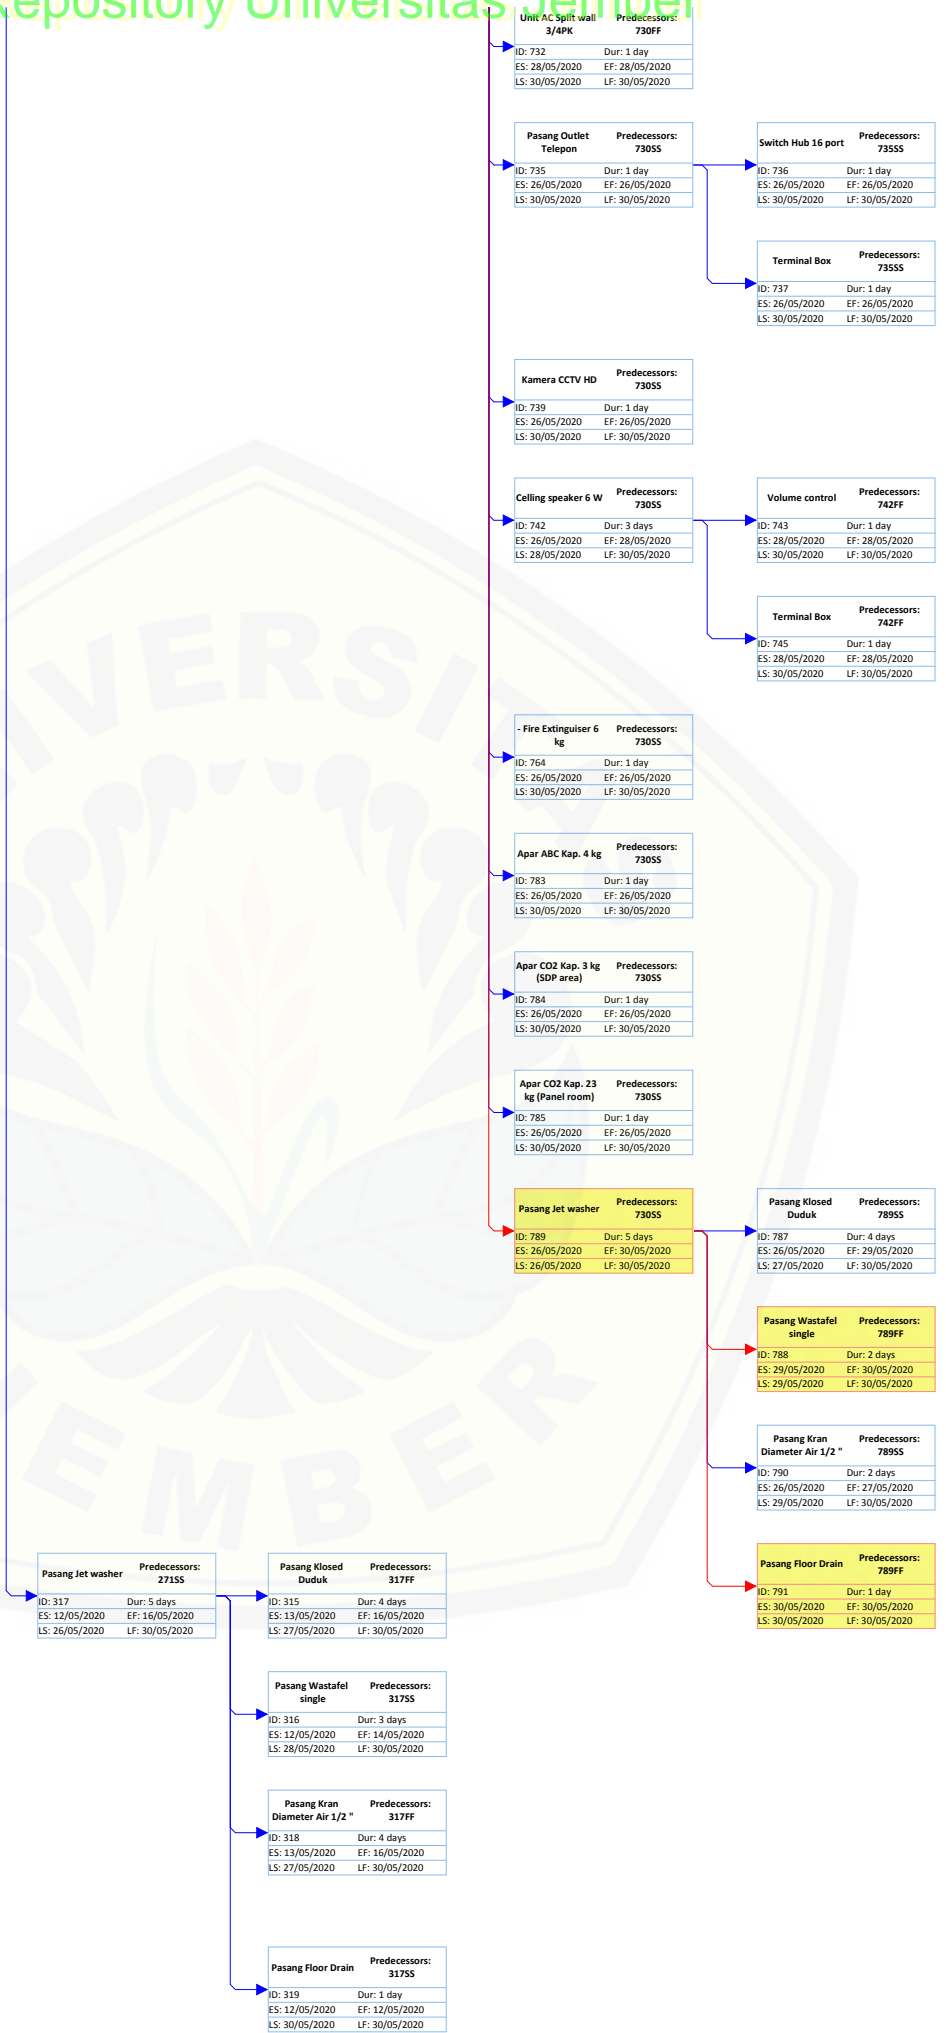 Repository Universitas Jember
Unit AC Split wall
3/4PK
Predecessors:
730FF
ID: 732 Dur: 1 day
ES: 28/05/2020 EF: 28/05/2020
LS: 30/05/2020 LF: 30/05/2020
Pasang Outlet
Telepon
Predecessors:
730SS
ID: 735 Dur: 1 day
ES: 26/05/2020 EF: 26/05/2020
LS: 30/05/2020 LF: 30/05/2020
Switch Hub 16 port
Predecessors:
735SS
ID: 736 Dur: 1 day
ES: 26/05/2020 EF: 26/05/2020
LS: 30/05/2020 LF: 30/05/2020
Terminal Box
Predecessors:
735SS
ID: 737 Dur: 1 day
ES: 26/05/2020 EF: 26/05/2020
LS: 30/05/2020 LF: 30/05/2020
Kamera CCTV HD
Predecessors:
730SS
ID: 739 Dur: 1 day
ES: 26/05/2020 EF: 26/05/2020
LS: 30/05/2020 LF: 30/05/2020
Celling speaker 6 W
Predecessors:
730SS
ID: 742 Dur: 3 days
ES: 26/05/2020 EF: 28/05/2020
LS: 28/05/2020 LF: 30/05/2020
Volume control
Predecessors:
742FF
ID: 743 Dur: 1 day
ES: 28/05/2020 EF: 28/05/2020
LS: 30/05/2020 LF: 30/05/2020
Terminal Box
Predecessors:
742FF
ID: 745 Dur: 1 day
ES: 28/05/2020 EF: 28/05/2020
LS: 30/05/2020 LF: 30/05/2020
- Fire Extinguiser 6
kg
Predecessors:
730SS
ID: 764 Dur: 1 day
ES: 26/05/2020 EF: 26/05/2020
LS: 30/05/2020 LF: 30/05/2020
Apar ABC Kap. 4 kg
Predecessors:
730SS
ID: 783 Dur: 1 day
ES: 26/05/2020 EF: 26/05/2020
LS: 30/05/2020 LF: 30/05/2020
Apar CO2 Kap. 3 kg
(SDP area)
Predecessors:
730SS
ID: 784 Dur: 1 day
ES: 26/05/2020 EF: 26/05/2020
LS: 30/05/2020 LF: 30/05/2020
Apar CO2 Kap. 23
kg (Panel room)
Predecessors:
730SS
ID: 785 Dur: 1 day
ES: 26/05/2020 EF: 26/05/2020
LS: 30/05/2020 LF: 30/05/2020
Pasang Jet washer
Predecessors:
730SS
ID: 789 Dur: 5 days
ES: 26/05/2020 EF: 30/05/2020
LS: 26/05/2020 LF: 30/05/2020
Pasang Klosed
Duduk
Predecessors:
789SS
ID: 787 Dur: 4 days
ES: 26/05/2020 EF: 29/05/2020
LS: 27/05/2020 LF: 30/05/2020
Pasang Wastafel
single
Predecessors:
789FF
ID: 788 Dur: 2 days
ES: 29/05/2020 EF: 30/05/2020
LS: 29/05/2020 LF: 30/05/2020
Pasang Kran
Diameter Air 1/2 "
Predecessors:
789SS
ID: 790 Dur: 2 days
ES: 26/05/2020 EF: 27/05/2020
LS: 29/05/2020 LF: 30/05/2020
Pasang Floor Drain
Predecessors:
789FF
ID: 791 Dur: 1 day
ES: 30/05/2020 EF: 30/05/2020
LS: 30/05/2020 LF: 30/05/2020
Pasang Jet washer
Predecessors:
271SS
ID: 317 Dur: 5 days
ES: 12/05/2020 EF: 16/05/2020
LS: 26/05/2020 LF: 30/05/2020
Pasang Klosed
Duduk
Predecessors:
317FF
ID: 315 Dur: 4 days
ES: 13/05/2020 EF: 16/05/2020
LS: 27/05/2020 LF: 30/05/2020
Pasang Wastafel
single
Predecessors:
317SS
ID: 316 Dur: 3 days
ES: 12/05/2020 EF: 14/05/2020
LS: 28/05/2020 LF: 30/05/2020
Pasang Kran
Diameter Air 1/2 "
Predecessors:
317FF
ID: 318 Dur: 4 days
ES: 13/05/2020 EF: 16/05/2020
LS: 27/05/2020 LF: 30/05/2020
Pasang Floor Drain
Predecessors:
317SS
ID: 319 Dur: 1 day
ES: 12/05/2020 EF: 12/05/2020
LS: 30/05/2020 LF: 30/05/2020
IVERSITAS
EMBER